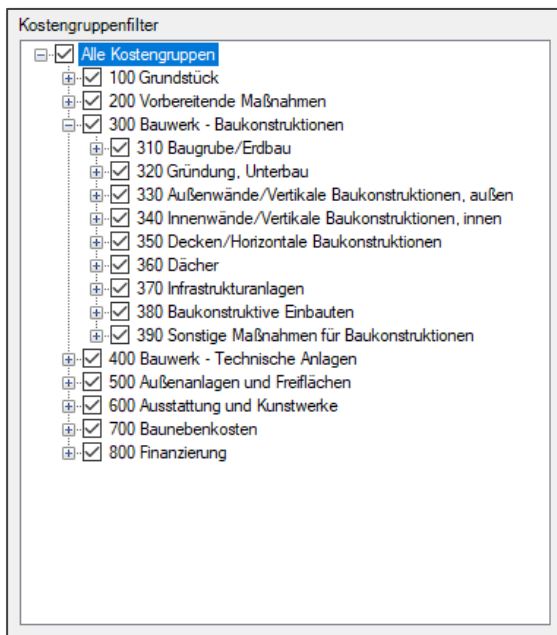 Kostengruppenfilter
Alle Kostengruppen
100 Grundstück
200 Vorbereitende Maßnahmen
300 Bauwerk - Baukonstruktionen
310 Baugrube/Erdbau
320 Gründung, Unterbau
330 Außenwände/Vertikale Baukonstruktionen, außen
340 Innenwände/Vertikale Baukonstruktionen, innen
350 Decken/Horizontale Baukonstruktionen
360 Dächer
370 Infrastrukturanlagen
380 Baukonstruktive Einbauten
390 Sonstige Maßnahmen für Baukonstruktionen
400 Bauwerk - Technische Anlagen
500 Außenanlagen und Freiflächen
600 Ausstattung und Kunstwerke
700 Baunebenkosten
800 Finanzierung